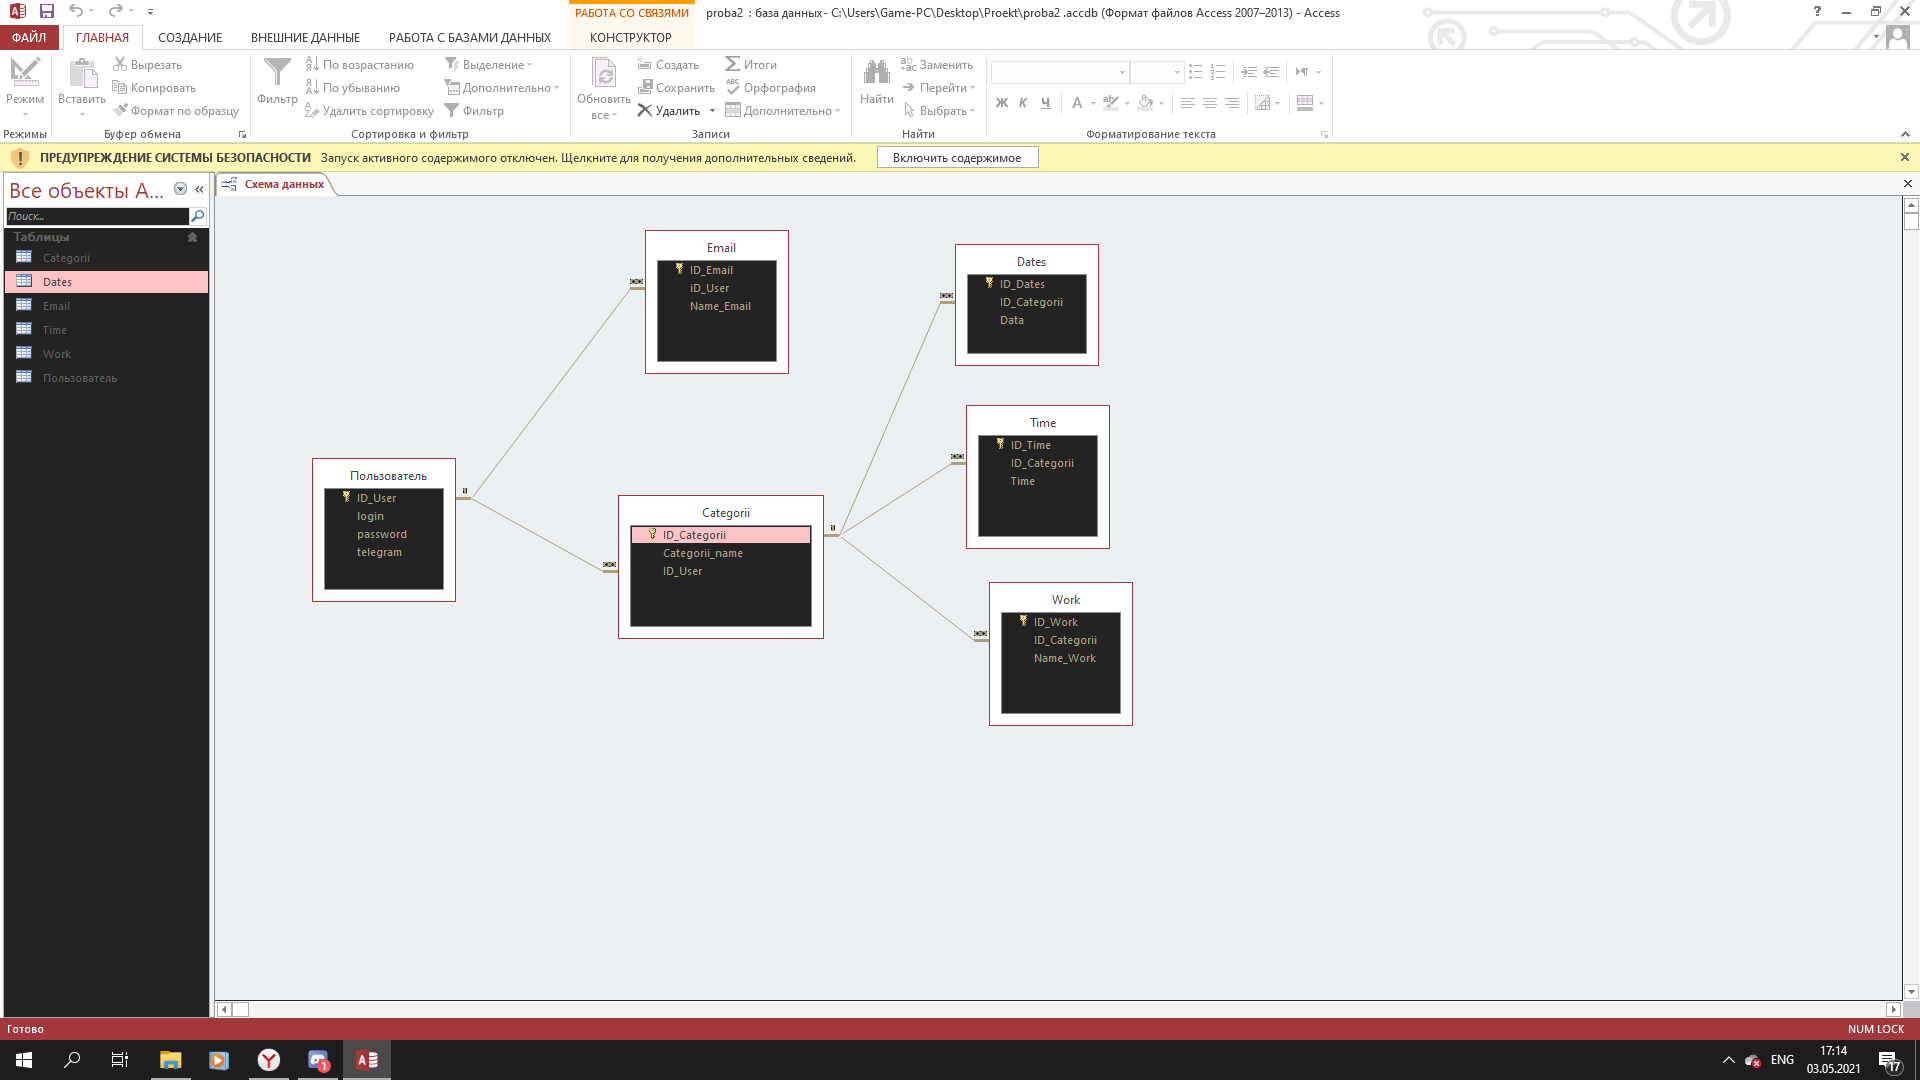 РАБОТА СО СВЯЗЯМИ
proba2 : база данных- C:\Users\Game-PC\Desktop\Proekt\proba2 .accdb (Формат файлов Access 2007–2013) - Access
ФАЙЛ
ГЛАВНАЯ
СОЗДАНИЕ
ВНЕШНИЕ ДАННЫЕ
РАБОТА С БАЗАМИ ДАННЫХ
КОНСТРУКТОР
Режим
Режимы
Вставить
Вырезать
Копировать
Формат по образцу
Буфер обмена
Фильтр
По возрастанию
По убыванию
Удалить сортировку
Выделение
Дополнительно
Фильтр
Сортировка и фильтр
Обновить
все
Создать
Сохранить
Удалить
Итоги
Орфография
Дополнительно
Записи
Найти
Заменить
Перейти
Выбрать
Найти
Ж К Ч
А
Форматирование текста
ПРЕДУПРЕЖДЕНИЕ СИСТЕМЫ БЕЗОПАСНОСТИ Запуск активного содержимого отключен. Щелкните для получения дополнительных сведений.
Включить содержимое
Все объекты A...
Поиск...
Таблицы
Categorii
Dates
Email
Time
Work
Пользователь
Схема данных
Email
ID_Email
iD_User
Name_Email
Dates
ID_Dates
ID_Categorii
Data
Time
ID_Time
ID_Categorii
Time
Пользователь
ID_User
login
password
telegram
Categorii
ID_Categorii
Categorii_name
ID_User
Work
ID_Work
ID_Categorii
Name_Work
Готово
NUM LOCK
1
ENG
17:14
03.05.2021
17